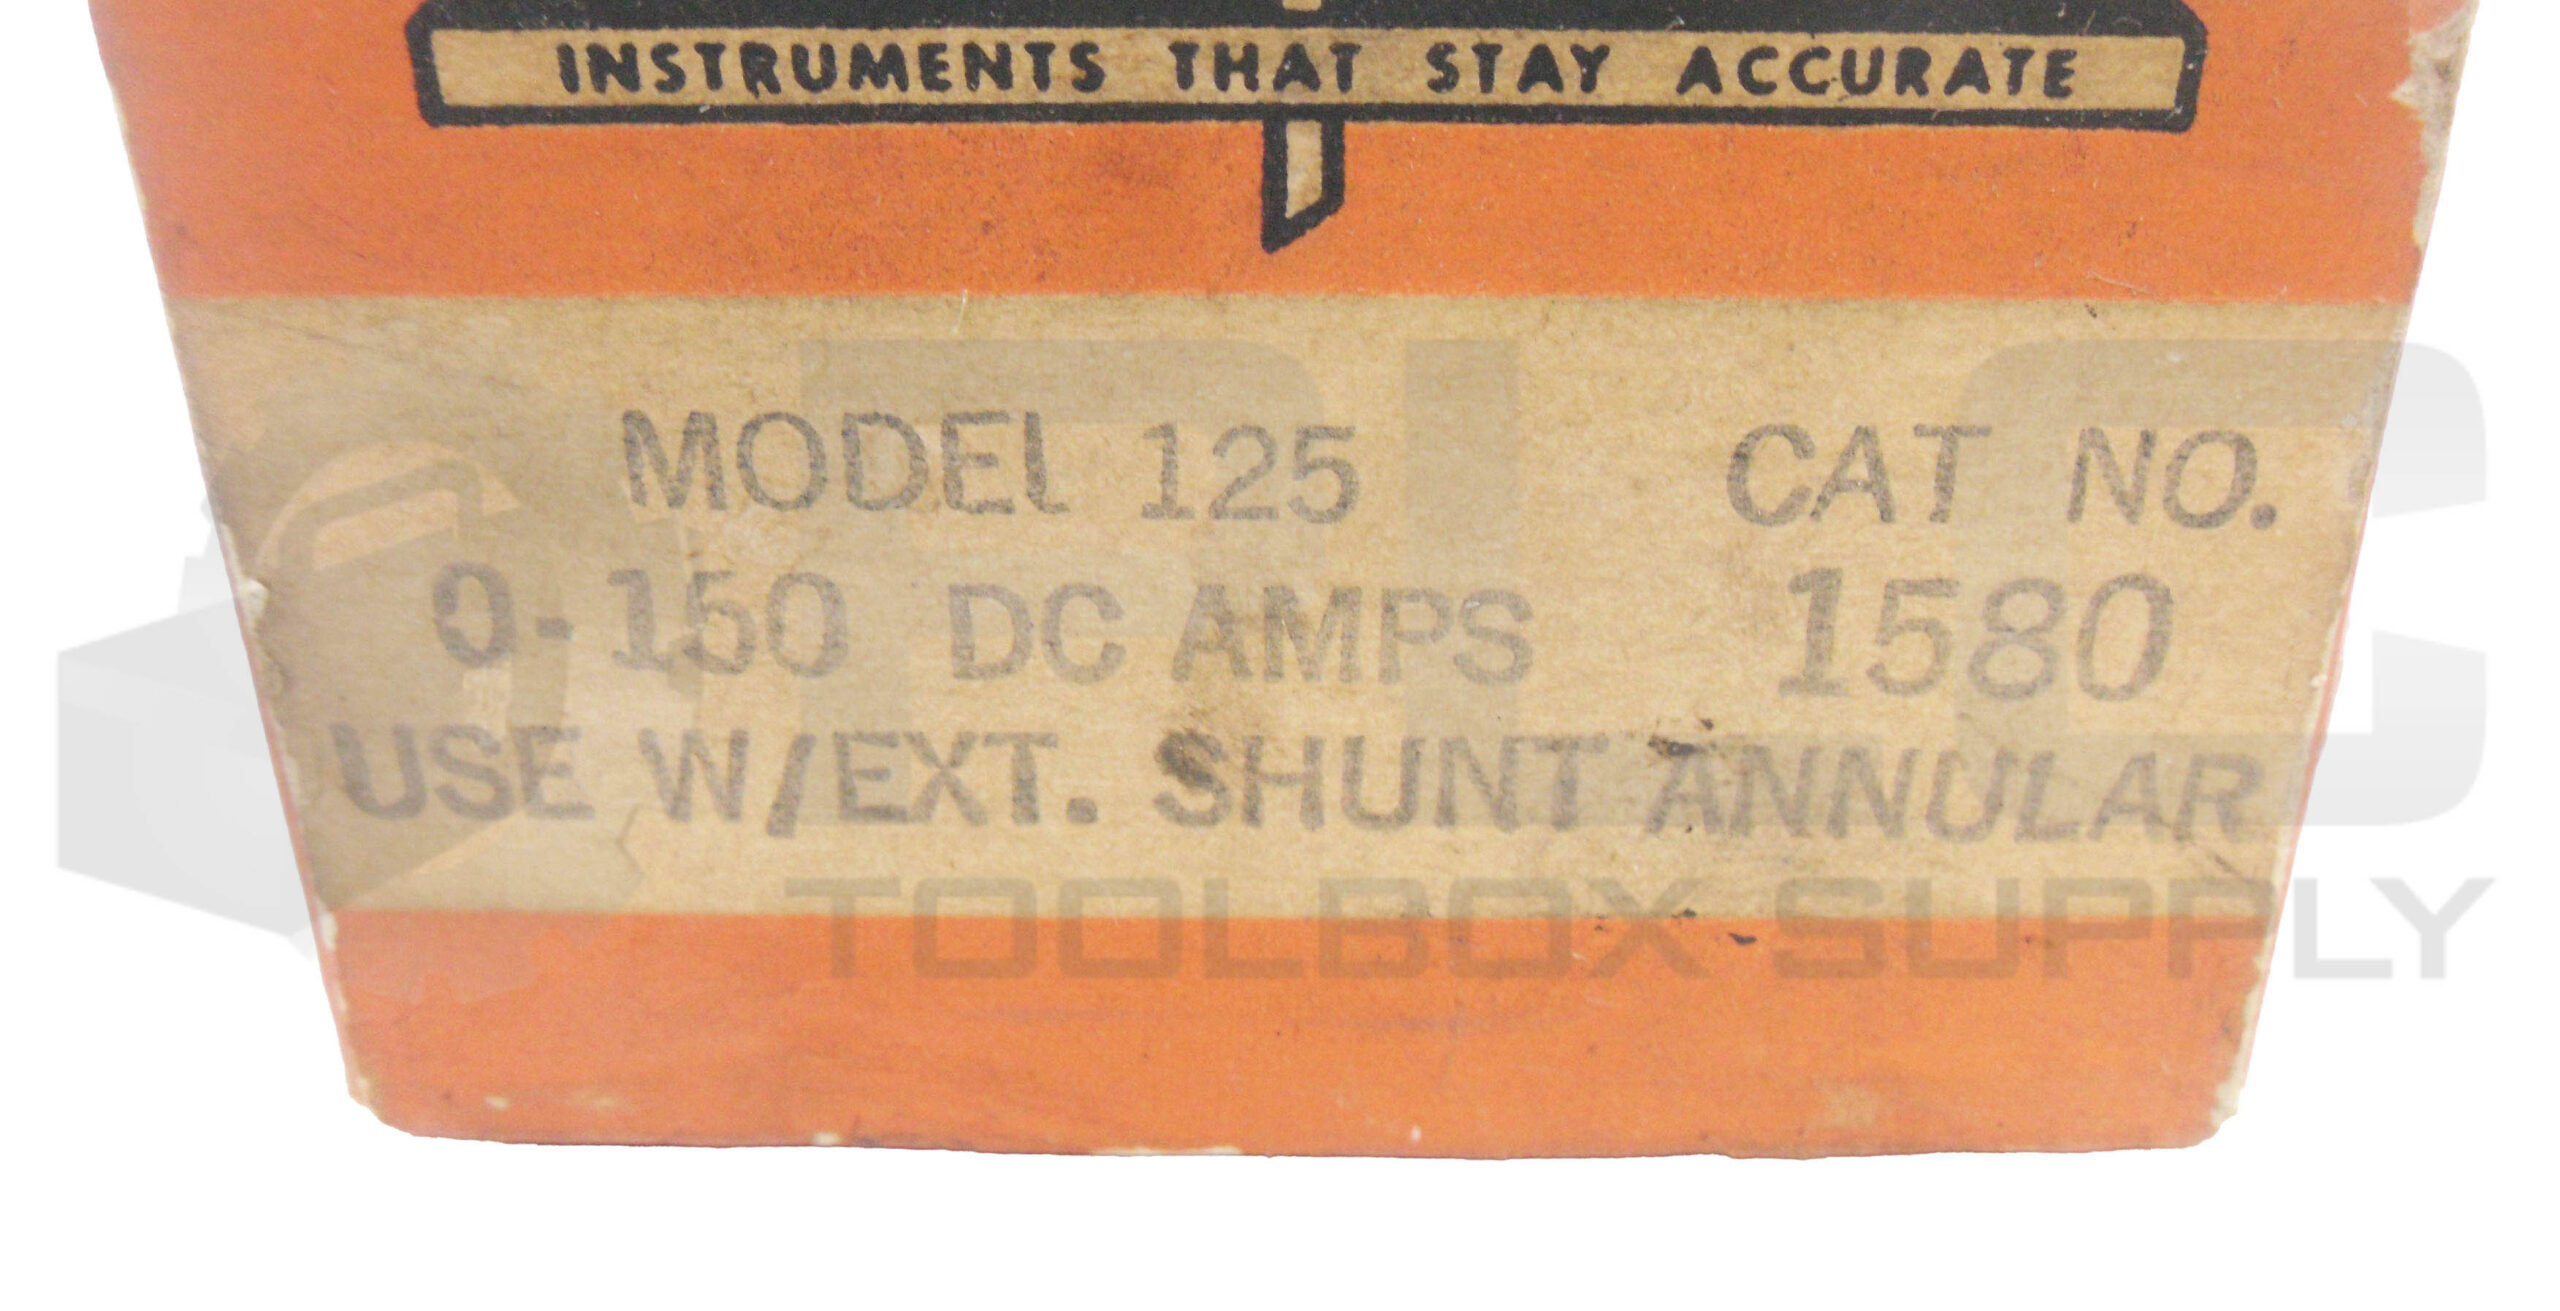 INSTRUMENTS THAT STAY ACCURATE
MODEL 125 CAT NO.
0-150 DC AMPS 1580
USE W/EXT. SHUNT ANNULAR
PLC
TOOLBOX SUPPLY